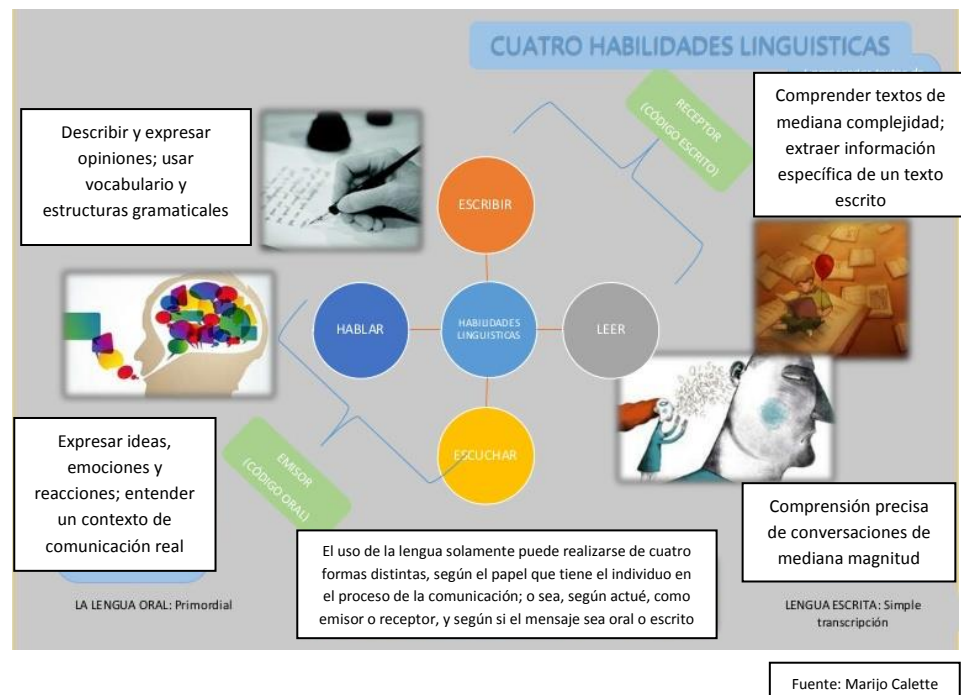 CUATRO HABILIDADES LINGUISTICAS
Describir y expresar
opiniones; usar
vocabulario y
estructuras gramaticales
RECEPTOR
(CÓDIGO ESCRITO)
Comprender textos de
mediana complejidad;
extraer información
específica de un texto
escrito
ESCRIBIR
HABLAR
HABILIDADES
LINGUISTICAS
LEER
ESCUCHAR
Expresar ideas,
emociones y
reacciones; entender
un contexto de
comunicación real
EMISOR
(CÓDIGO ORAL)
Comprensión precisa
de conversaciones de
mediana magnitud
El uso de la lengua solamente puede realizarse de cuatro
formas distintas, según el papel que tiene el individuo en
el proceso de la comunicación; o sea, según actué, como
emisor o receptor, y según si el mensaje sea oral o escrito
LA LENGUA ORAL: Primordial
LENGUA ESCRITA: Simple
transcripción
Fuente: Marijo Calette